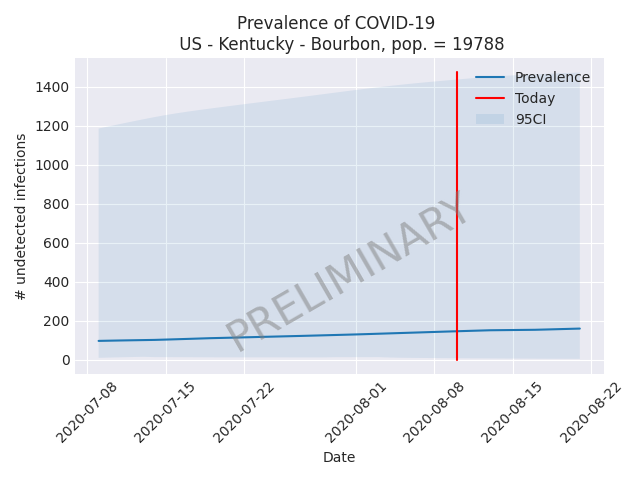 Prevalence of COVID-19
US - Kentucky - Bourbon, pop. = 19788
Prevalence
Today
95CI
PRELIMINARY
# undetected infections
1400
1200
1000
800
600
400
200
0
2020-07-08
2020-07-15
2020-07-22
2020-08-01
2020-08-08
2020-08-15
2020-08-22
Date